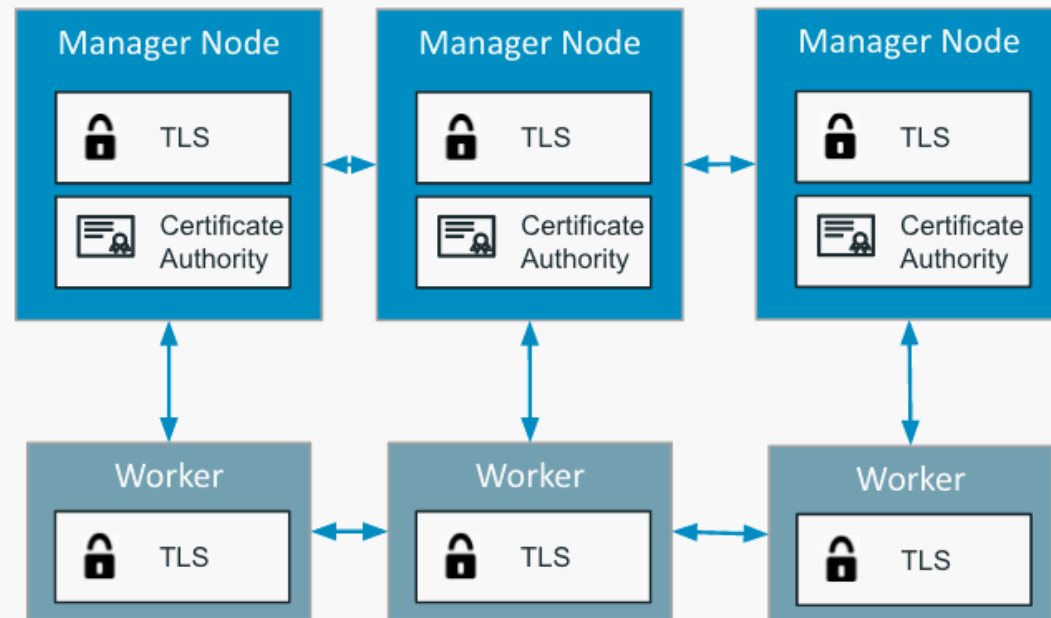 Manager Node
TLS
Certificate
Authority
Manager Node
TLS
Certificate
Authority
Manager Node
TLS
Certificate
Authority
Worker
TLS
Worker
TLS
Worker
TLS